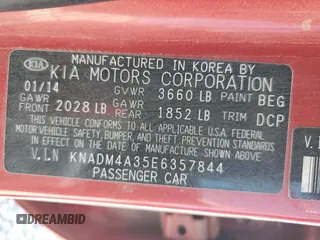 MANUFACTURED IN KOREA BY
KIA KIA MOTORS CORPORATION
01/14 GVWR 3660 LB PAINT BEG
GAWR FRONT 2028 LB GAWR REAR 1852 LB TRIM DCP
THIS VEHICLE CONFORMS TO ALL APPLICABLE U.S.A FEDERAL
MOTOR VEHICLE SAFETY, BUMPER, AND THEFT PREVENTION STANDARDS
IN EFFECT ON THE DATE OF MANUFACTURE SHOWN ABOVE.
V.I.N KNADM4A35E6357844
PASSENGER CAR